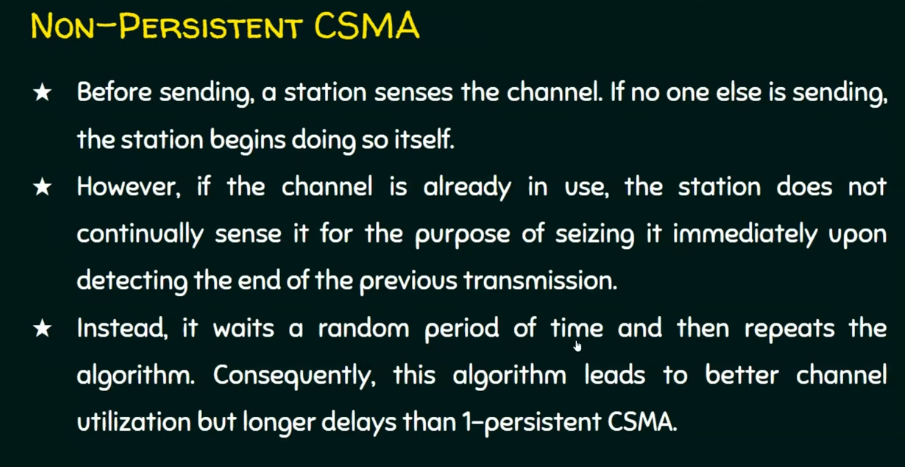 Non-Persistent CSMA
★ Before sending, a station senses the channel. If no one else is sending,
the station begins doing so itself.
★ However, if the channel is already in use, the station does not
continually sense it for the purpose of seizing it immediately upon
detecting the end of the previous transmission.
★ Instead, it waits a random period of time and then repeats the
algorithm. Consequently, this algorithm leads to better channel
utilization but longer delays than 1-persistent CSMA.